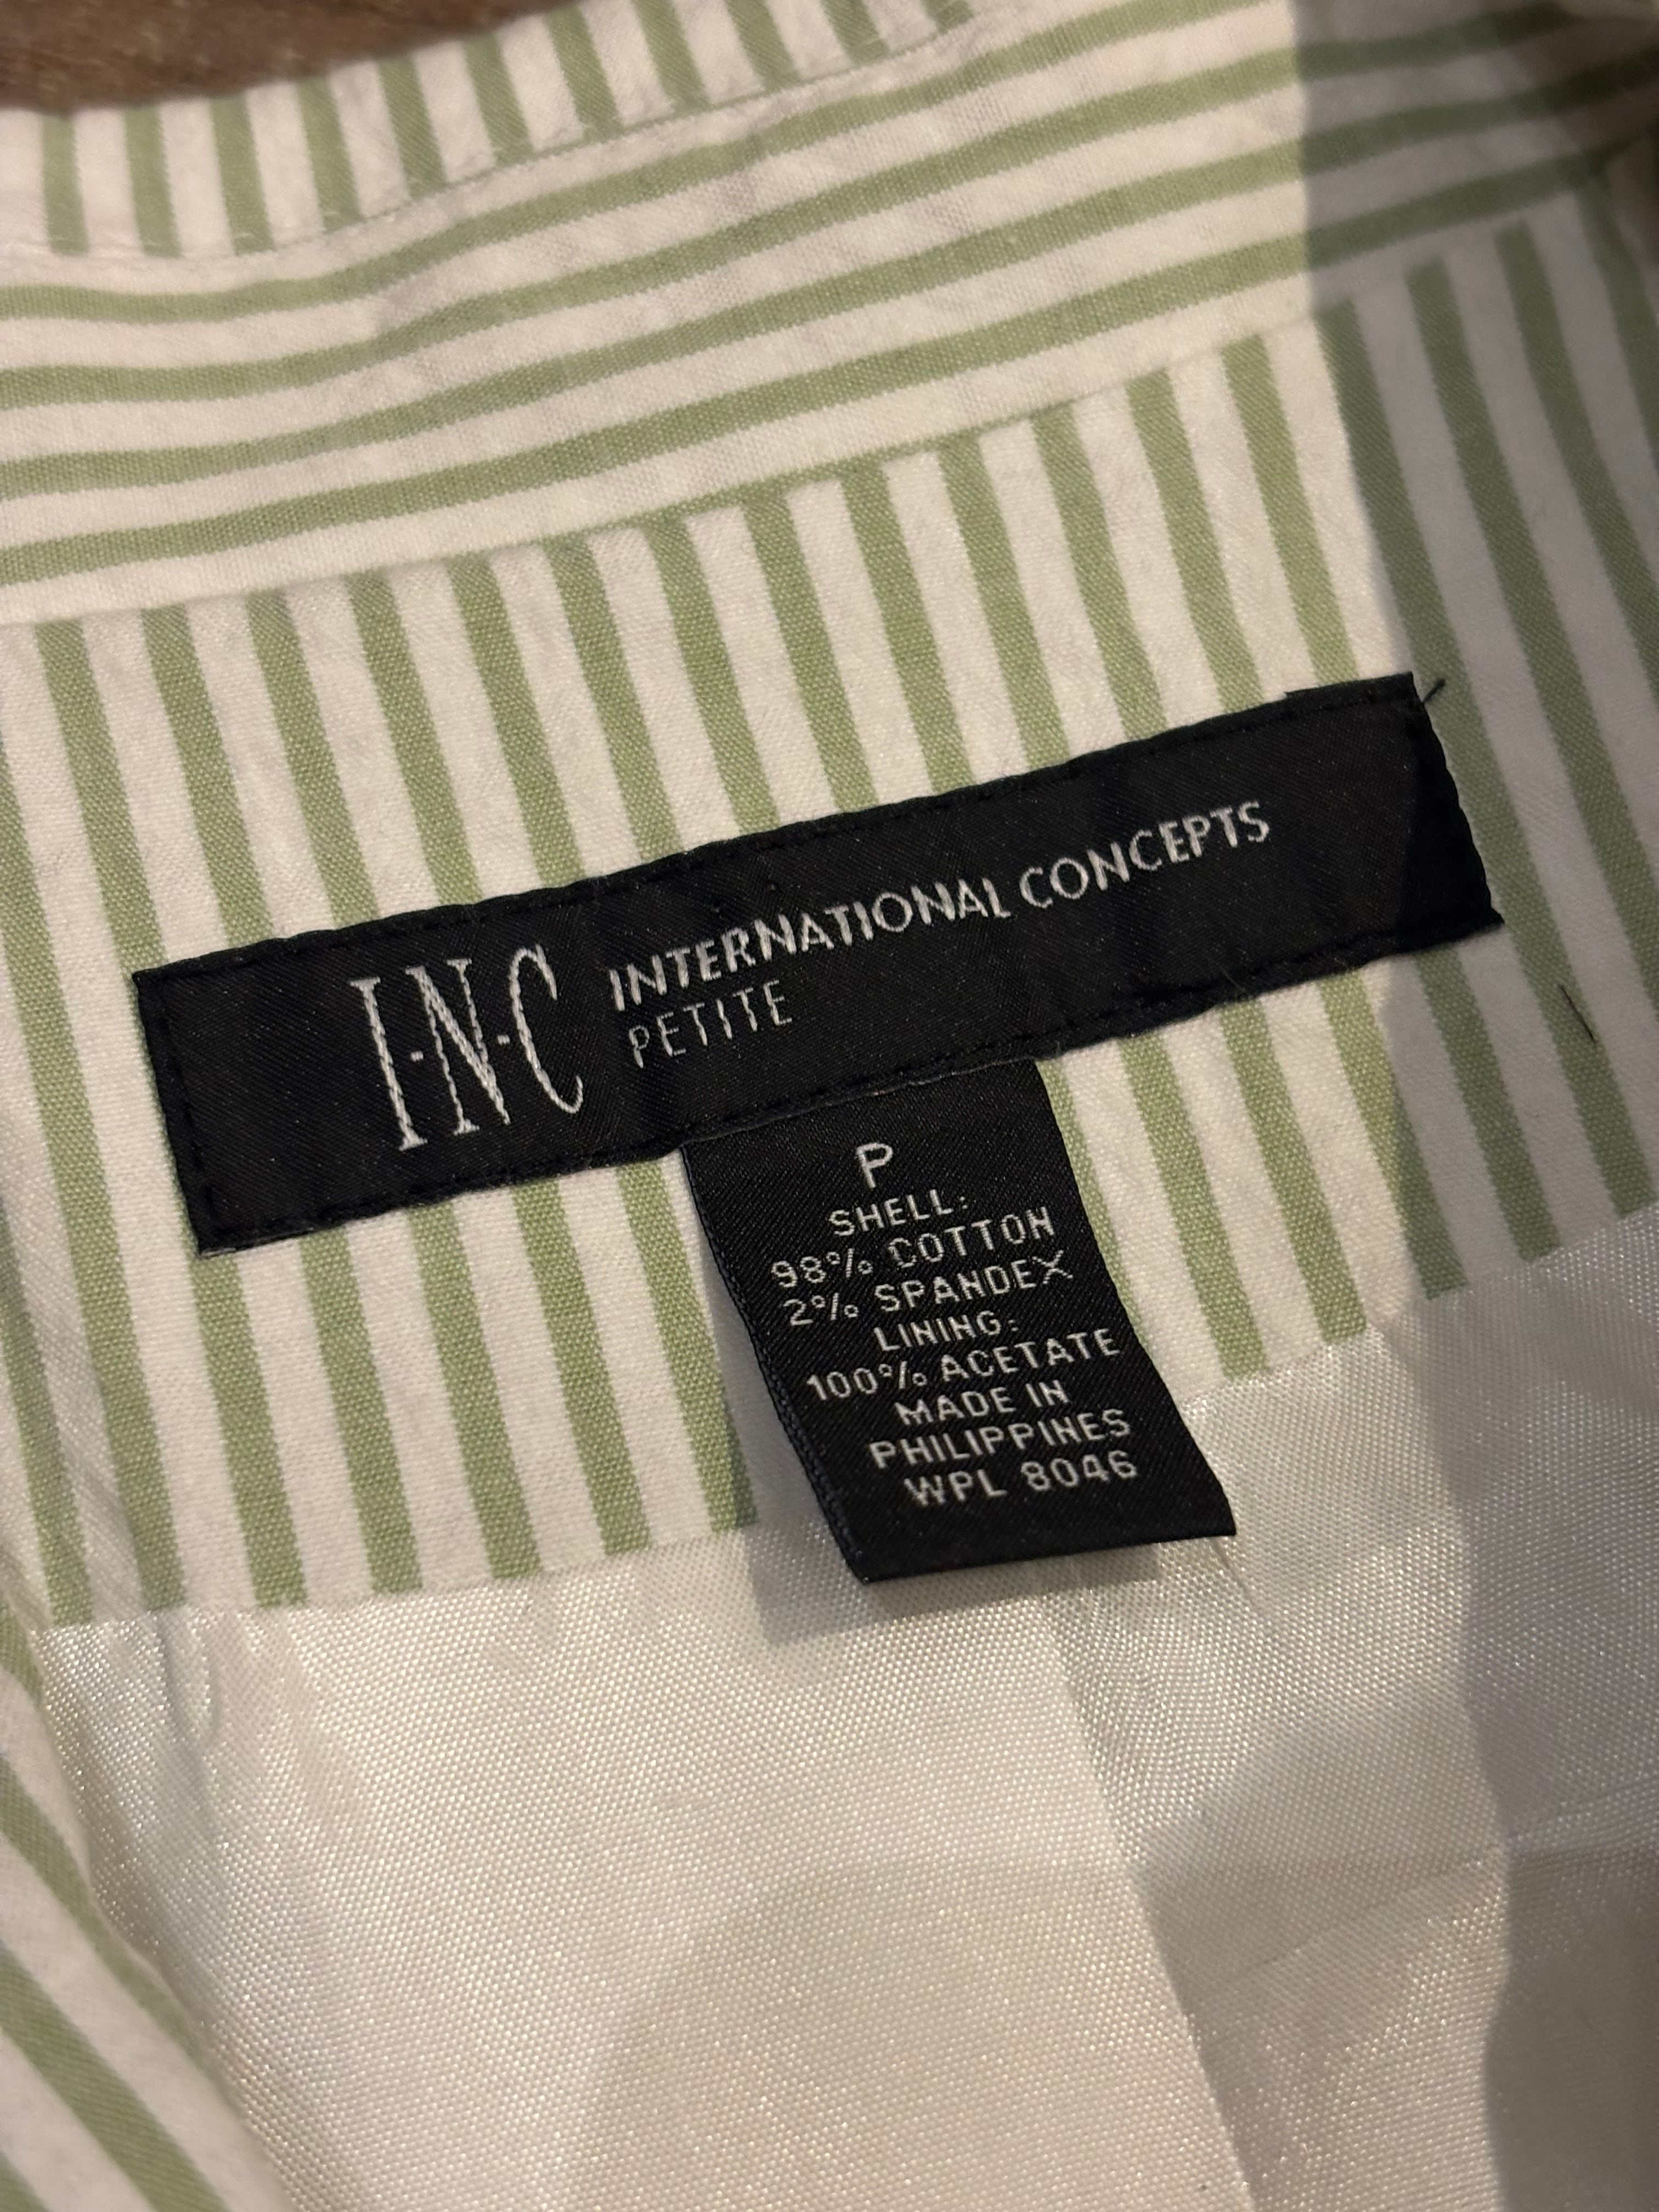 I·N·C INTERNATIONAL CONCEPTS
PETITE
P
SHELL:
98% COTTON
2% SPANDEX
LINING:
100% ACETATE
MADE IN
PHILIPPINES
WPL 8046